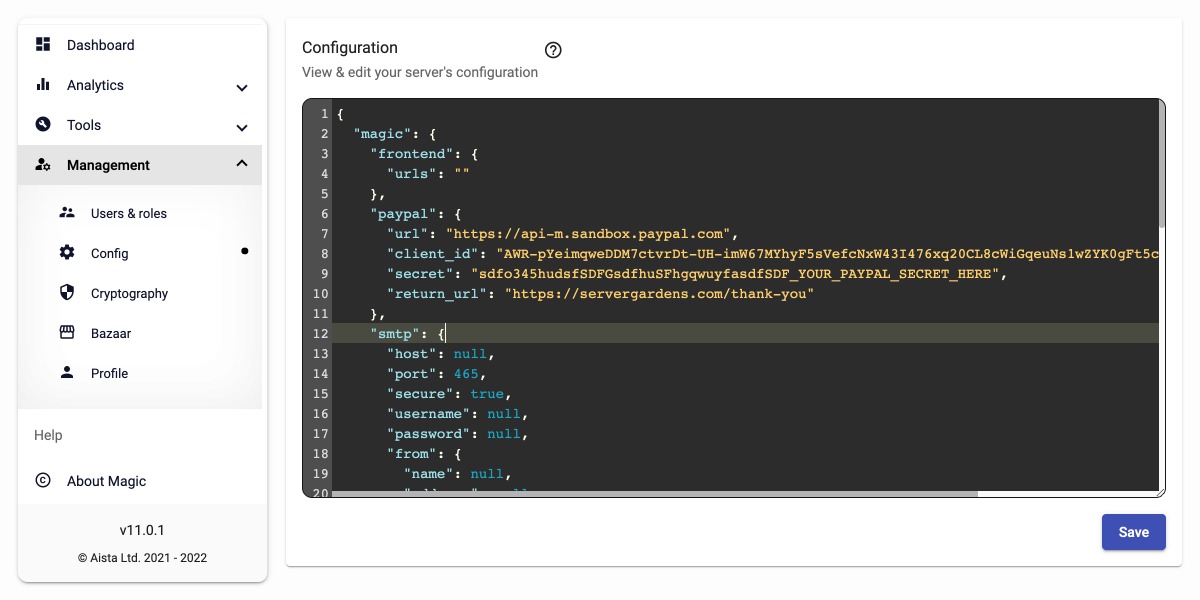 Dashboard
Analytics
Tools
Management
Users & roles
Config
Cryptography
Bazaar
Profile
Help
About Magic
v11.0.1
© Aista Ltd. 2021 - 2022
Configuration
View & edit your server's configuration
1 {
2 "magic": {
3 "frontend": {
4 "urls": ""
5 },
6 "paypal": {
7 "url": "https://api-m.sandbox.paypal.com",
8 "client_id": "AWR-pYeimqweDDM7ctvrDt-UH-imW67MYhyF5sVefcNxW43I476xq20CL8cWiGqeuNs1wZYK0gFt5c
9 "secret": "sdfo345hudsfSDFGsdfhuSFhgqwuyfasdfSDF_YOUR_PAYPAL_SECRET_HERE",
10 "return_url": "https://servergardens.com/thank-you"
11 },
12 "smtp": {
13 "host": null,
14 "port": 465,
15 "secure": true,
16 "username": null,
17 "password": null,
18 "from": {
19 "name": null,
20
Save